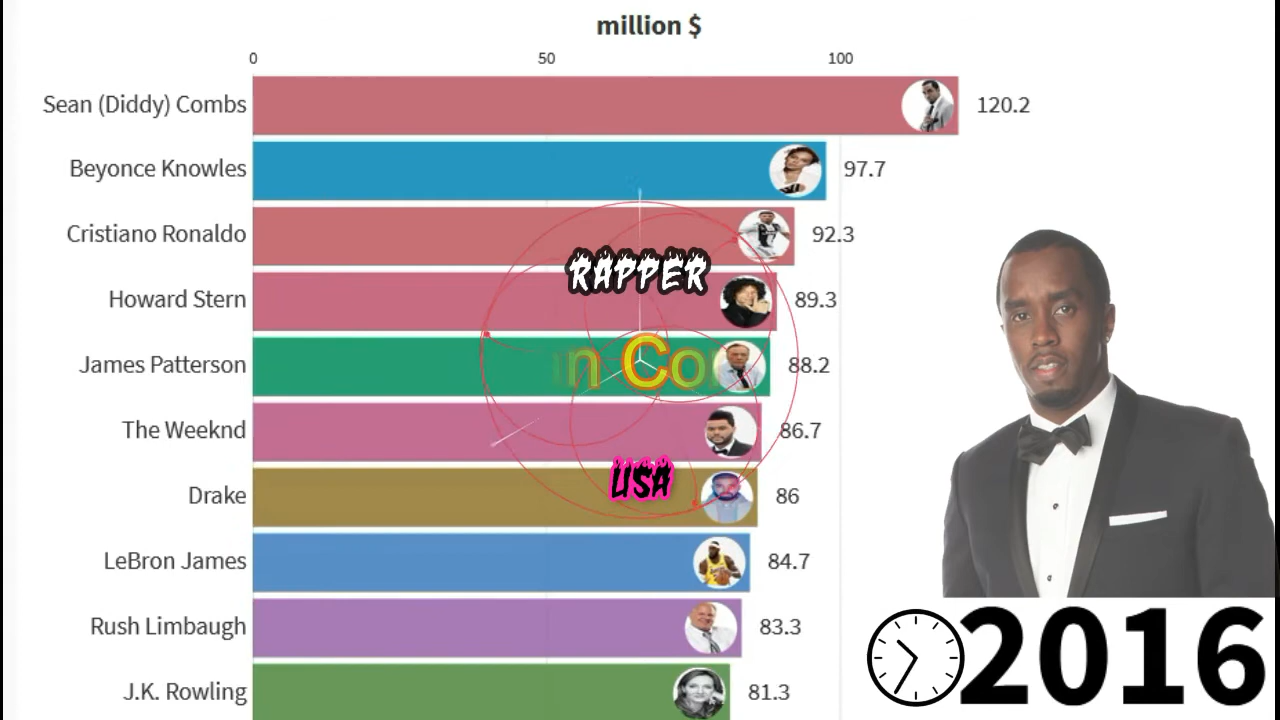 million $
0 50 100
Sean (Diddy) Combs 120.2
Beyonce Knowles 97.7
Cristiano Ronaldo 92.3
RAPPER
Howard Stern 89.3
James Patterson 88.2
The Weeknd 86.7
USA
Drake 86
LeBron James 84.7
Rush Limbaugh 83.3
J.K. Rowling 81.3
2016